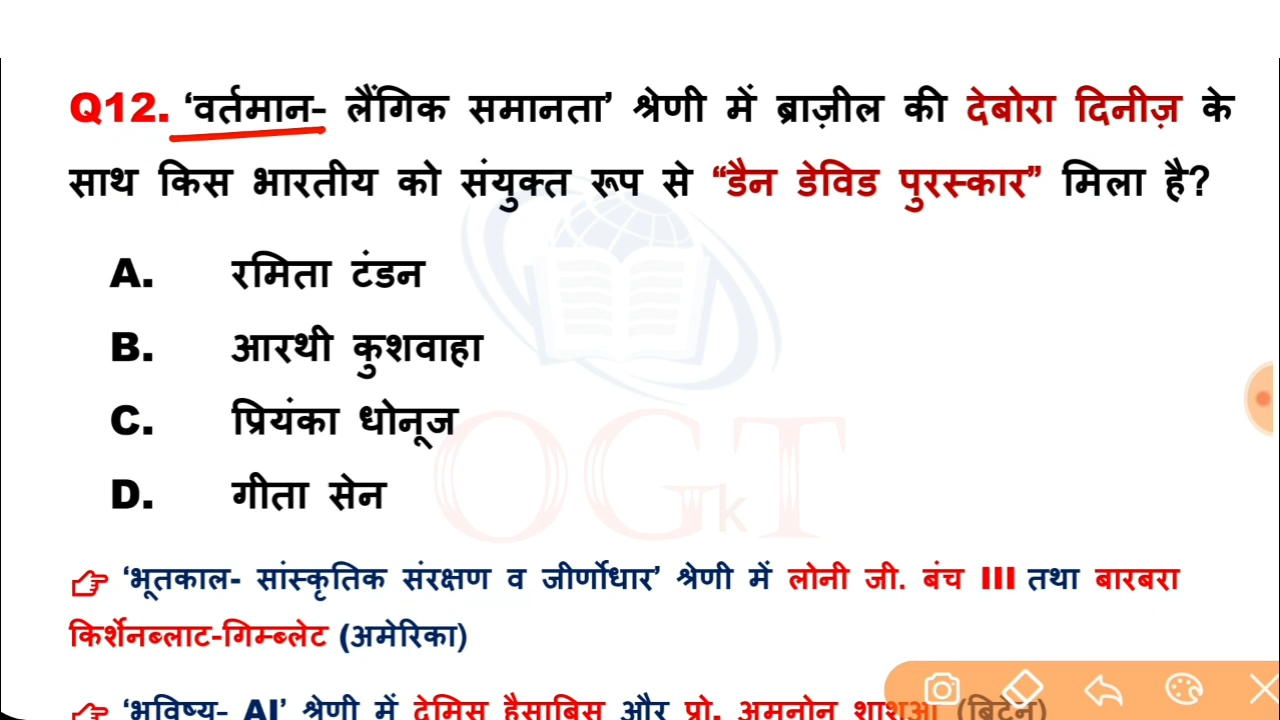 Q12. ‘वर्तमान- लैंगिक समानता’ श्रेणी में ब्राज़ील की देबोरा दिनीज़ के
साथ किस भारतीय को संयुक्त रूप से “डैन डेविड पुरस्कार” मिला है?
A. रमिता टंडन
B. आरथी कुशवाहा
C. प्रियंका धोनूज
D. गीता सेन
OGT
k
‘भूतकाल- सांस्कृतिक संरक्षण व जीर्णोधार’ श्रेणी में लोनी जी. बंच III तथा बारबरा
किर्शेनब्लाट-गिम्ब्लेट (अमेरिका)
‘भविष्य- AI’ श्रेणी में देमिस हैसाबिस और प्रो. अमनोन शाशुआ (ब्रिटेन)